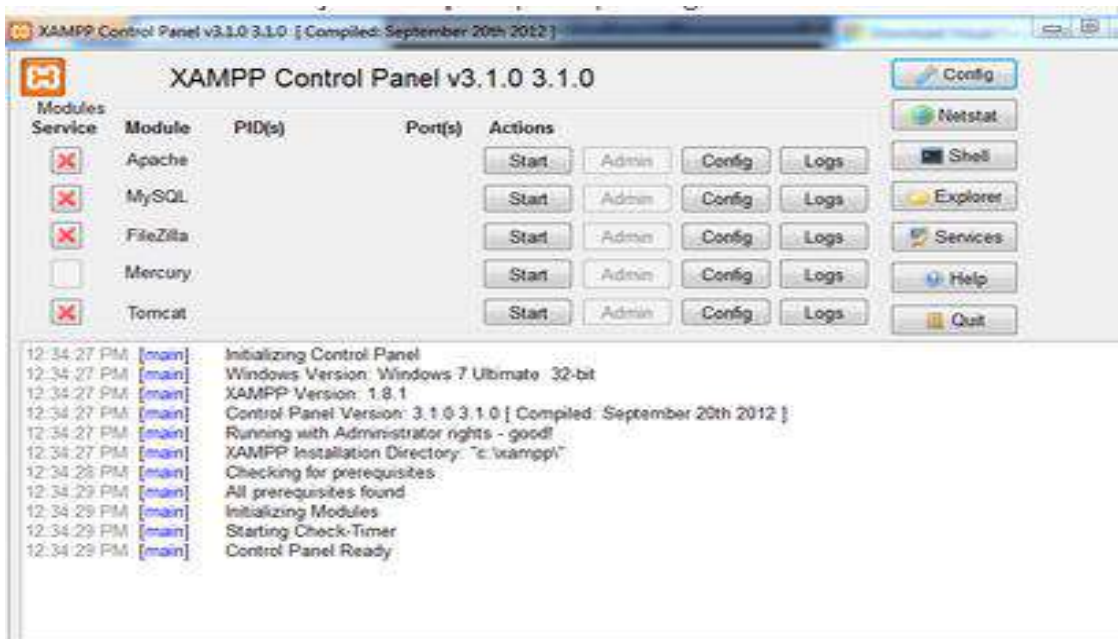 XAMPP Control Panel v3.1.0 3.1.0 [ Compiled: September 20th 2012 ]
XAMPP Control Panel v3.1.0 3.1.0
Config
Modules
Service Module PID(s) Port(s) Actions
Netstat
Apache Start Admin Config Logs
Shell
MySQL Start Admin Config Logs
Explorer
FileZilla Start Admin Config Logs
Services
Mercury Start Admin Config Logs
Help
Tomcat Start Admin Config Logs
Quit
12:34:27 PM [main] Initializing Control Panel
12:34:27 PM [main] Windows Version: Windows 7 Ultimate 32-bit
12:34:27 PM [main] XAMPP Version: 1.8.1
12:34:27 PM [main] Control Panel Version: 3.1.0 3.1.0 [ Compiled: September 20th 2012 ]
12:34:27 PM [main] Running with Administrator rights - good!
12:34:27 PM [main] XAMPP Installation Directory: "c:\xampp\"
12:34:28 PM [main] Checking for prerequisites
12:34:29 PM [main] All prerequisites found
12:34:29 PM [main] Initializing Modules
12:34:29 PM [main] Starting Check-Timer
12:34:29 PM [main] Control Panel Ready